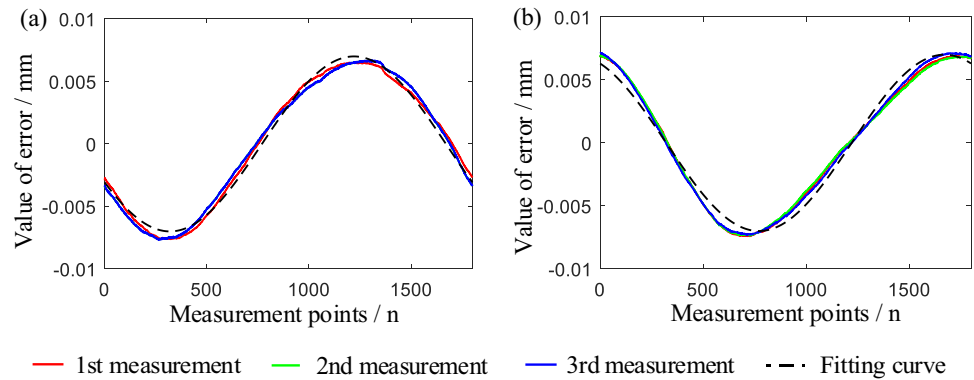 (a)
Value of error / mm
0.01
0.005
0
-0.005
-0.01
0 500 1000 1500
Measurement points / n
(b)
Value of error / mm
0.01
0.005
0
-0.005
-0.01
0 500 1000 1500
Measurement points / n
1st measurement 2nd measurement 3rd measurement Fitting curve